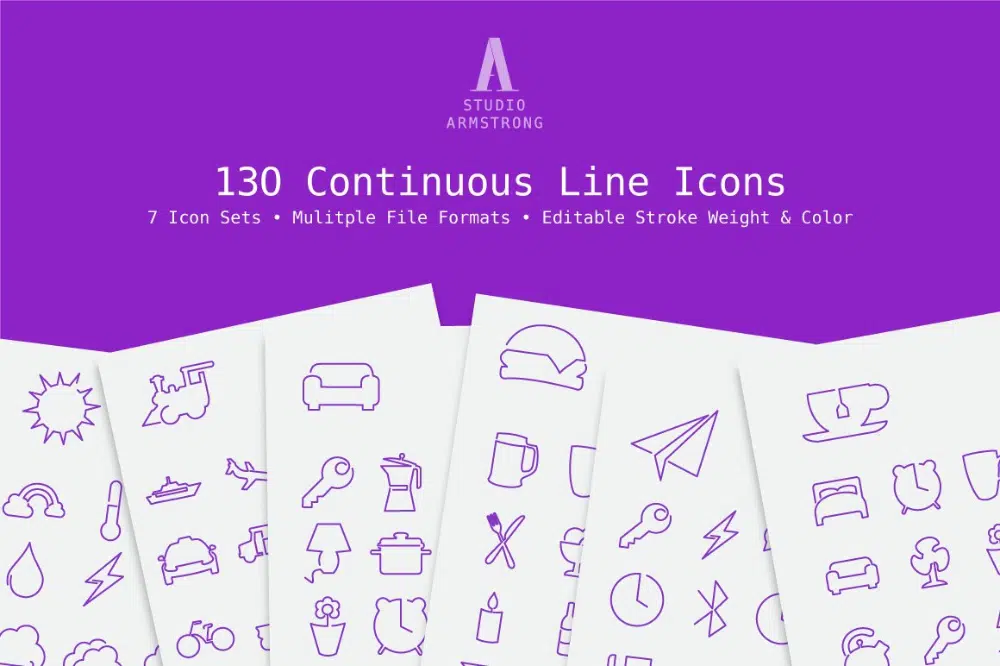 A
STUDIO
ARMSTRONG
130 Continuous Line Icons
7 Icon Sets • Mulitple File Formats • Editable Stroke Weight & Color